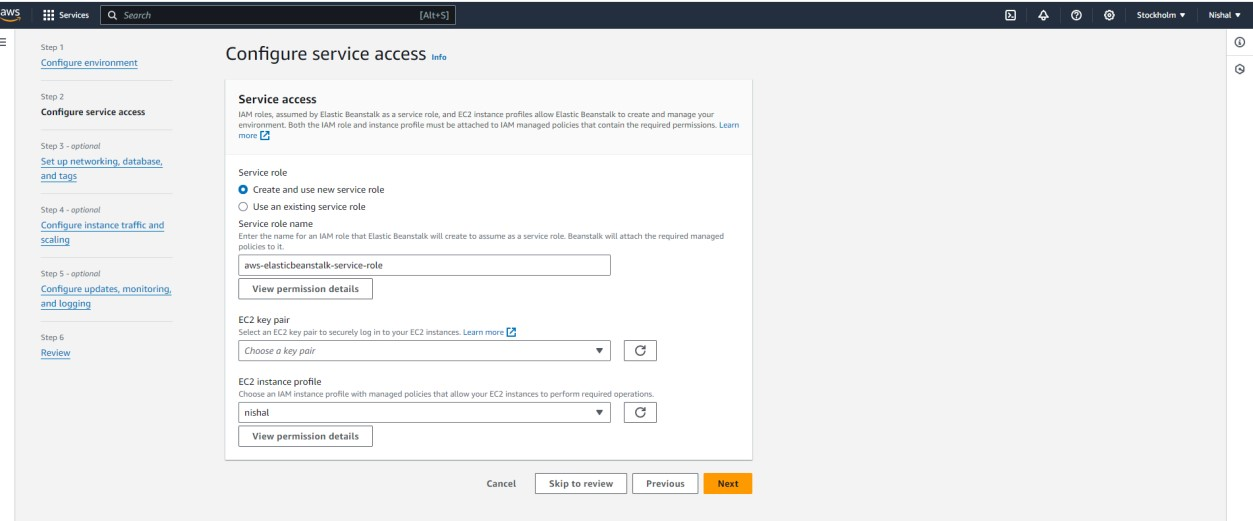 aws
Services
Search
[Alt+S]
Stockholm
Nishal
Step 1
Configure environment
Step 2
Configure service access
Step 3 - optional
Set up networking, database,
and tags
Step 4 - optional
Configure instance traffic and
scaling
Step 5 - optional
Configure updates, monitoring,
and logging
Step 6
Review
Configure service access Info
Service access
IAM roles, assumed by Elastic Beanstalk as a service role, and EC2 instance profiles allow Elastic Beanstalk to create and manage your
environment. Both the IAM role and instance profile must be attached to IAM managed policies that contain the required permissions. Learn
more
Service role
Create and use new service role
Use an existing service role
Service role name
Enter the name for an IAM role that Elastic Beanstalk will create to assume as a service role. Beanstalk will attach the required managed
policies to it.
aws-elasticbeanstalk-service-role
View permission details
EC2 key pair
Select an EC2 key pair to securely log in to your EC2 instances. Learn more
Choose a key pair
EC2 instance profile
Choose an IAM instance profile with managed policies that allow your EC2 instances to perform required operations.
nishal
View permission details
Cancel
Skip to review
Previous
Next